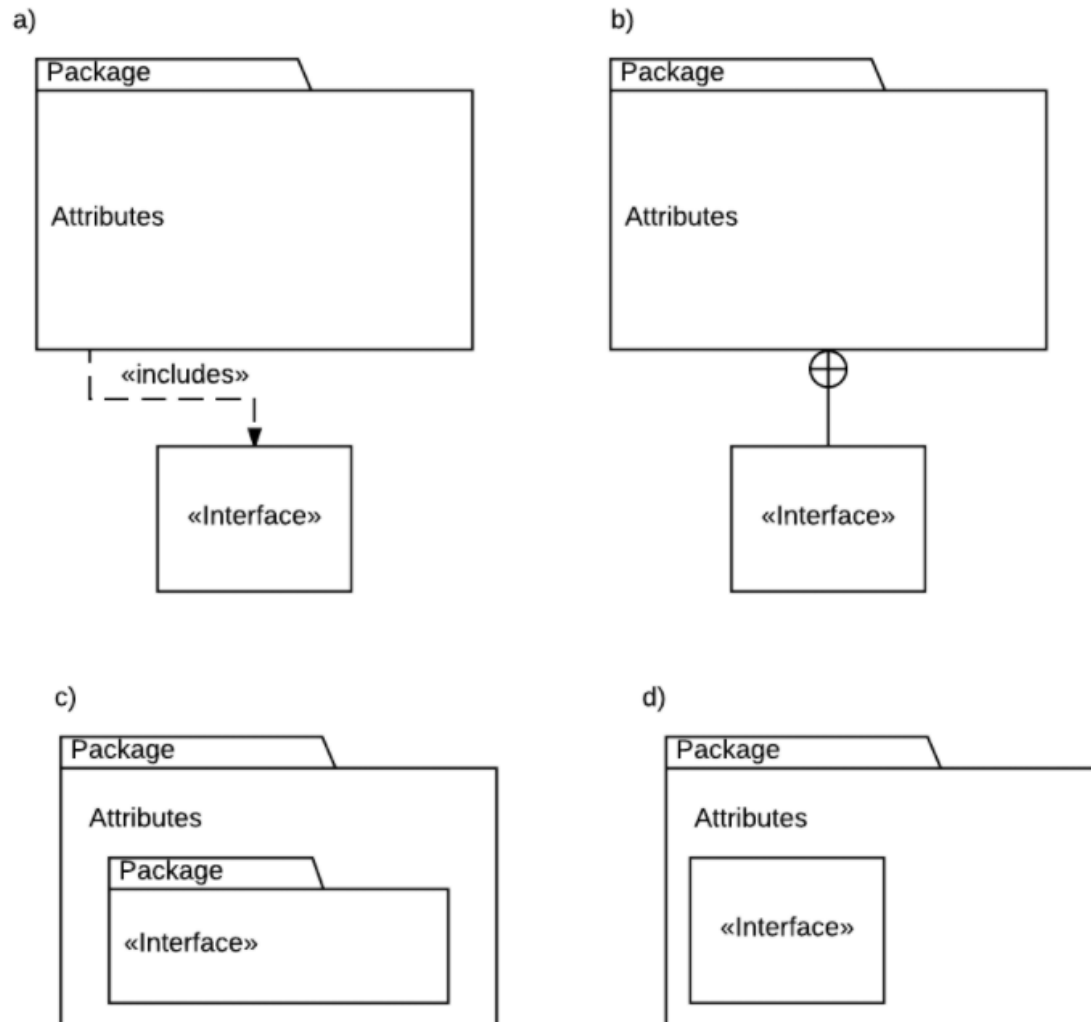 a)
Package
Attributes
«includes»
«Interface»
b)
Package
Attributes
«Interface»
c)
Package
Attributes
Package
«Interface»
d)
Package
Attributes
«Interface»